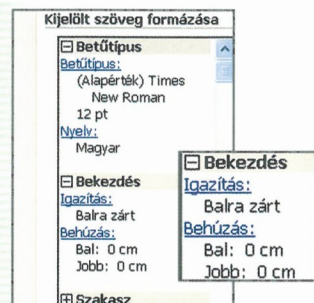 Kijelölt szöveg formázása
Betűtípus
Betűtípus:
(Alapérték) Times
New Roman
12 pt
Nyelv:
Magyar
Bekezdés
Igazítás:
Balra zárt
Behúzás:
Bal: 0 cm
Jobb: 0 cm
Szakasz
Bekezdés
Igazítás:
Balra zárt
Behúzás:
Bal: 0 cm
Jobb: 0 cm